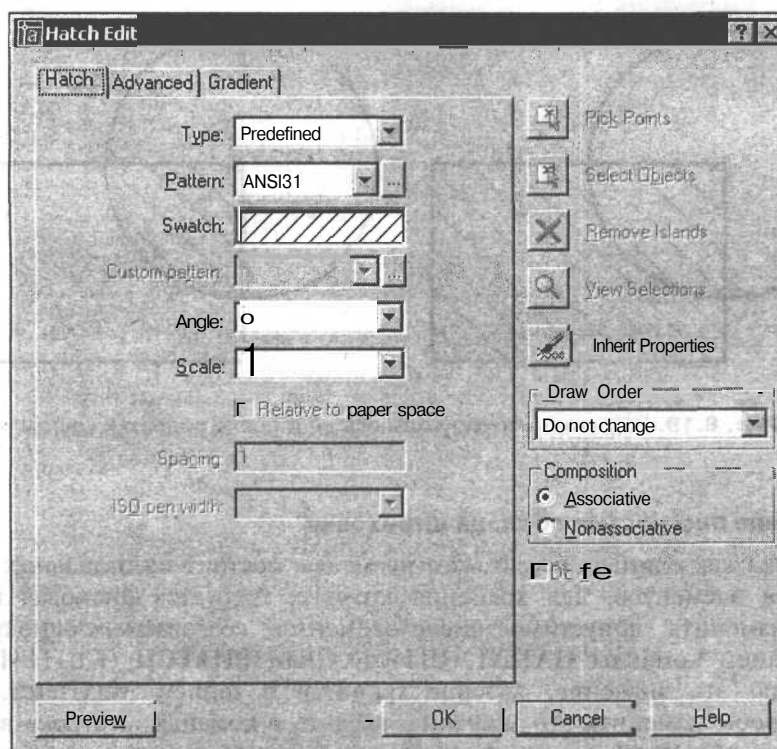 Hatch Edit
Hatch Advanced Gradient
Type: Predefined
Pattern: ANSI31 ...
Swatch:
Custom pattern: ...
Angle: o
Scale: 1
Relative to paper space
Spacing: 1
ISO pen width:
Pick Points
Select Objects
Remove Islands
View Selections
Inherit Properties
Draw Order
Do not change
Composition
Associative
Nonassociative
Preview OK Cancel Help